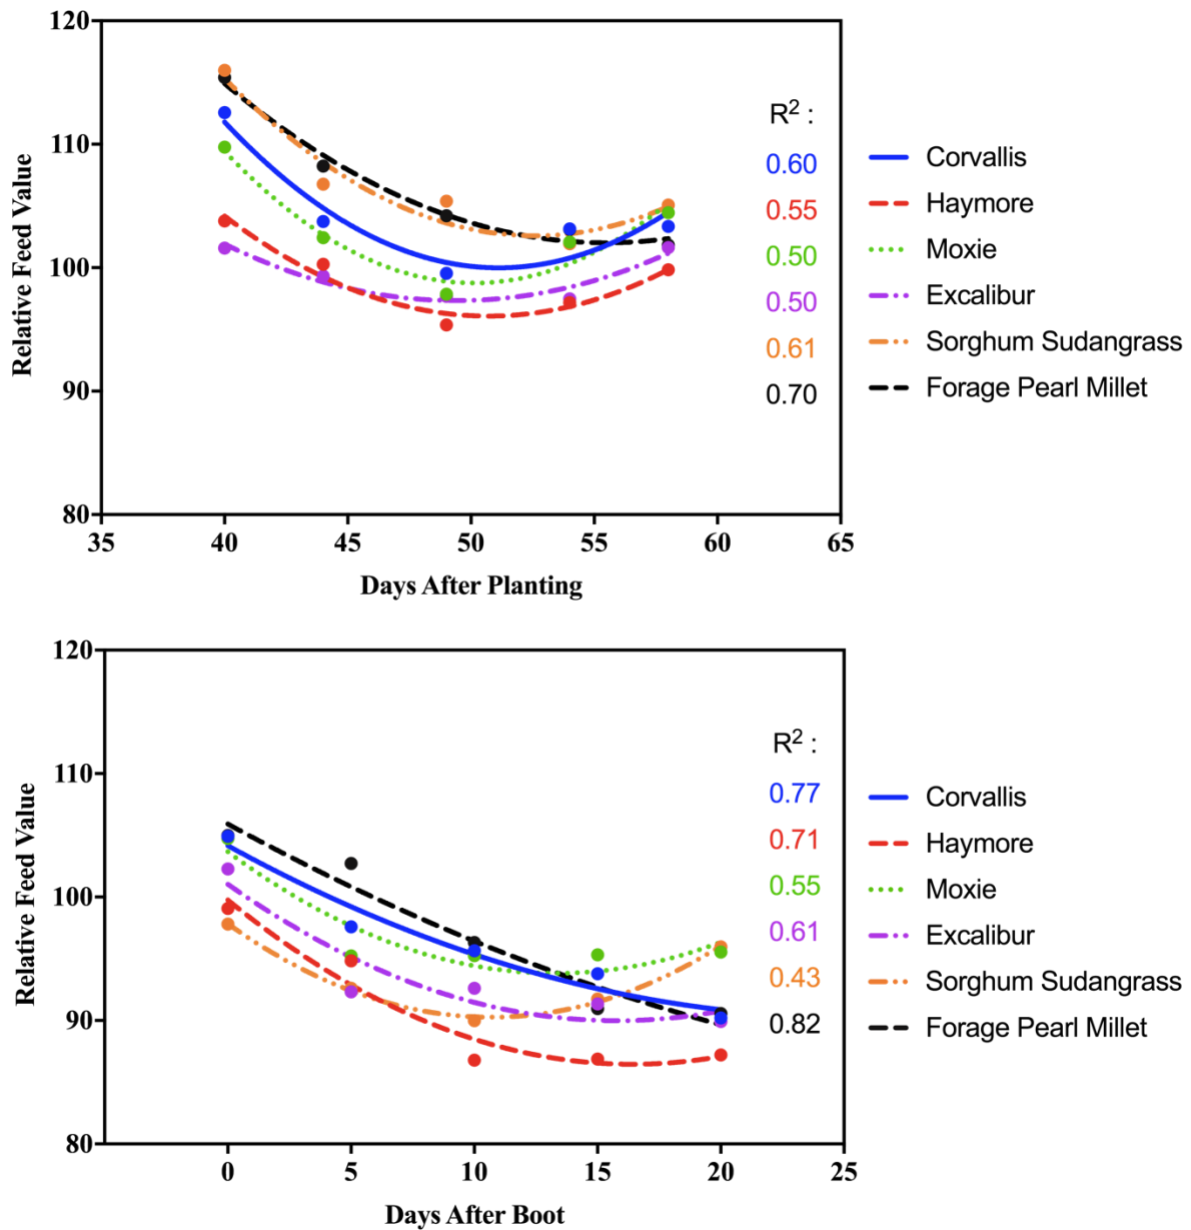 120
110
100
90
80
Relative Feed Value
35 40 45 50 55 60 65
Days After Planting
R2 :
0.60
0.55
0.50
0.50
0.61
0.70
Corvallis
Haymore
Moxie
Excalibur
Sorghum Sudangrass
Forage Pearl Millet
120
110
100
90
80
Relative Feed Value
0 5 10 15 20 25
Days After Boot
R2 :
0.77
0.71
0.55
0.61
0.43
0.82
Corvallis
Haymore
Moxie
Excalibur
Sorghum Sudangrass
Forage Pearl Millet